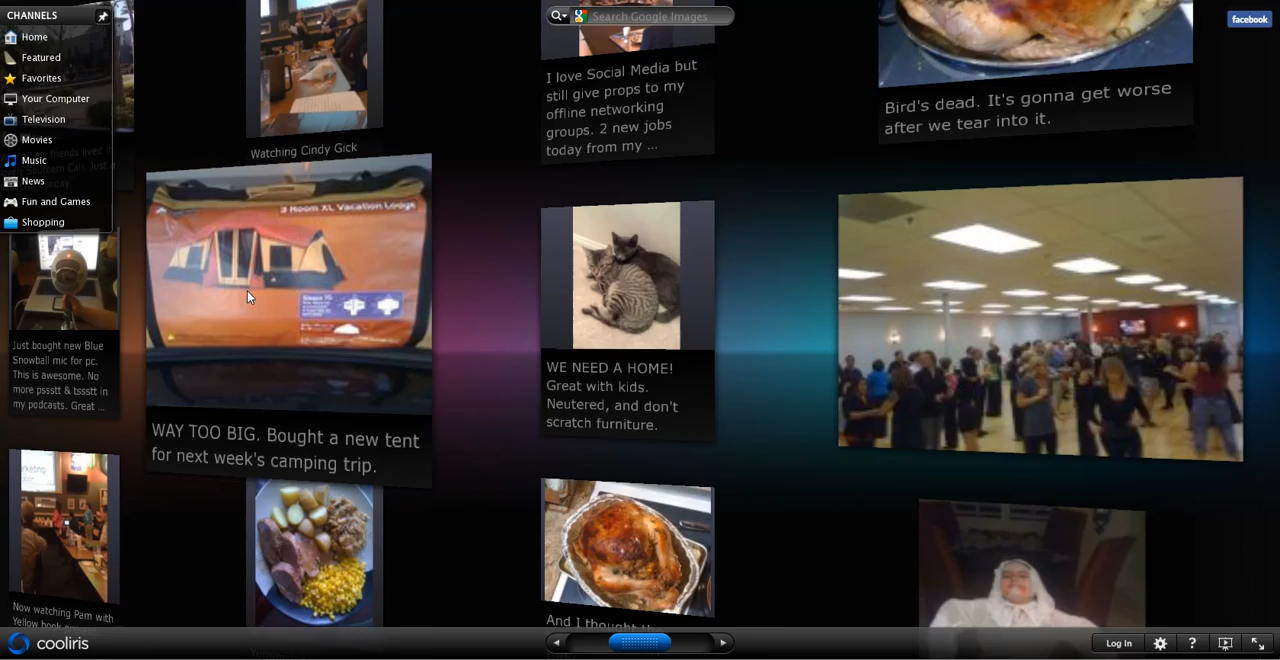 CHANNELS
Home
Featured
Favorites
Your Computer
Television
Movies
Music
News
Fun and Games
Shopping
Search Google Images
facebook
Watching Cindy Gick
I love Social Media but
still give props to my
offline networking
groups. 2 new jobs
today from my ...
Bird's dead. It's gonna get worse
after we tear into it.
3 Room XL Vacation Lodge
Just bought new Blue
Snowball mic for pc.
This is awesome. No
more pssstt & tssstt in
my podcasts. Great ...
WAY TOO BIG. Bought a new tent
for next week's camping trip.
WE NEED A HOME!
Great with kids.
Neutered, and don't
scratch furniture.
Now watching Pam with
Yellow book
And I thought
cooliris
Log In
?